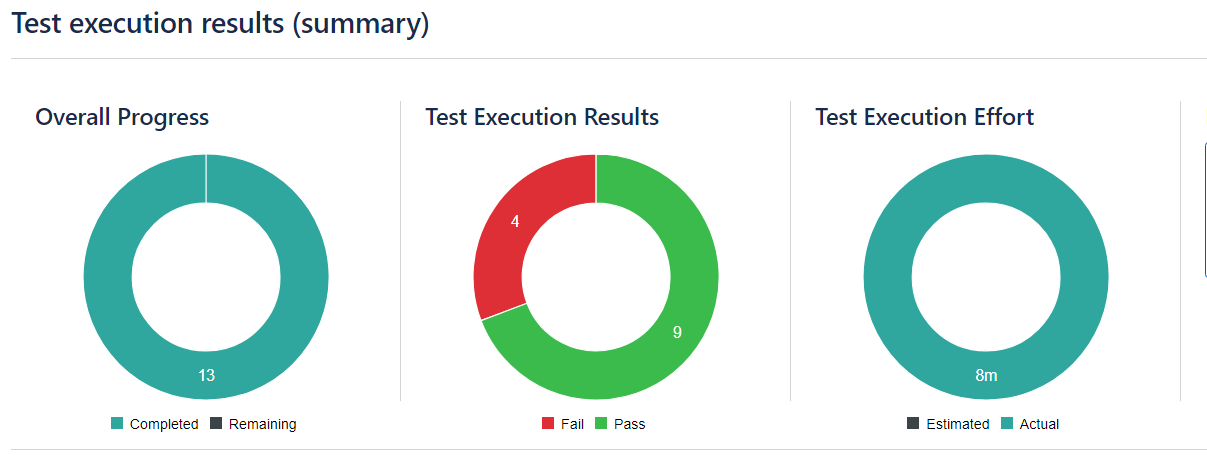 Test execution results (summary)
Overall Progress
13
Completed Remaining
Test Execution Results
4
9
Fail Pass
Test Execution Effort
8m
Estimated Actual